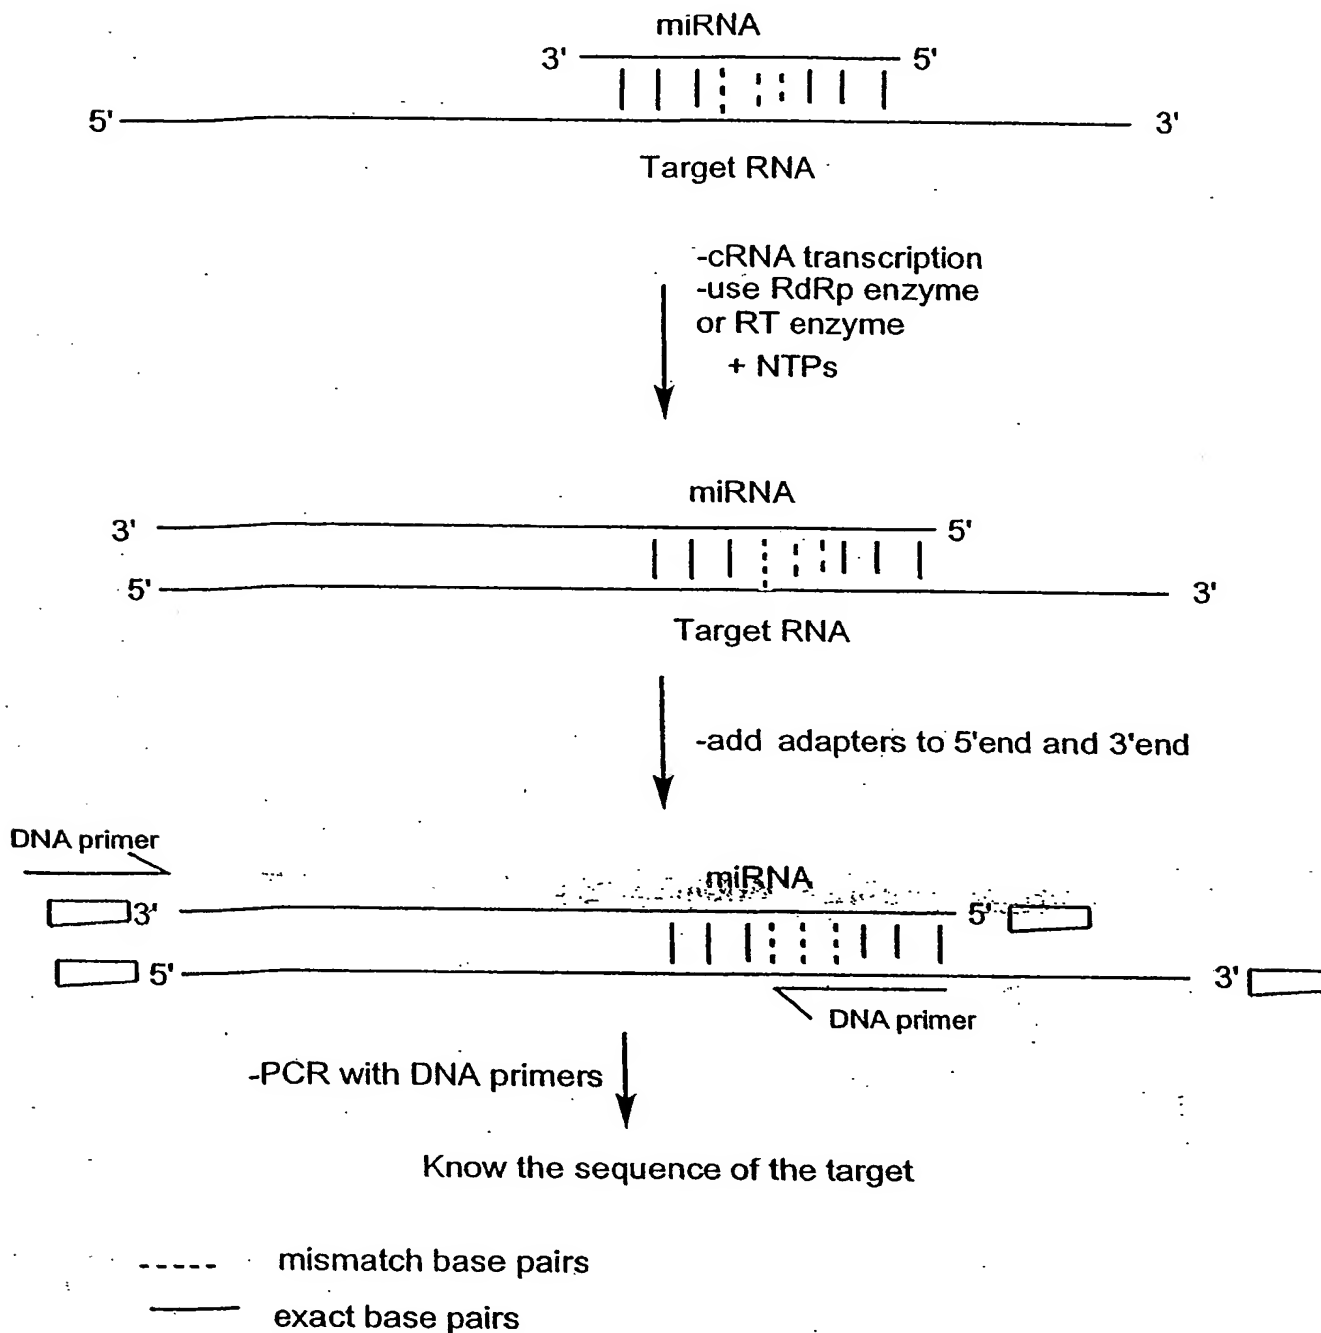 miRNA
3' 5'
5' 3'
Target RNA
-cRNA transcription
-use RdRp enzyme
or RT enzyme
+ NTPs
miRNA
3' 5'
5' 3'
Target RNA
-add adapters to 5'end and 3'end
DNA primer
miRNA
3' 5'
5' 3'
DNA primer
-PCR with DNA primers
Know the sequence of the target
mismatch base pairs
exact base pairs